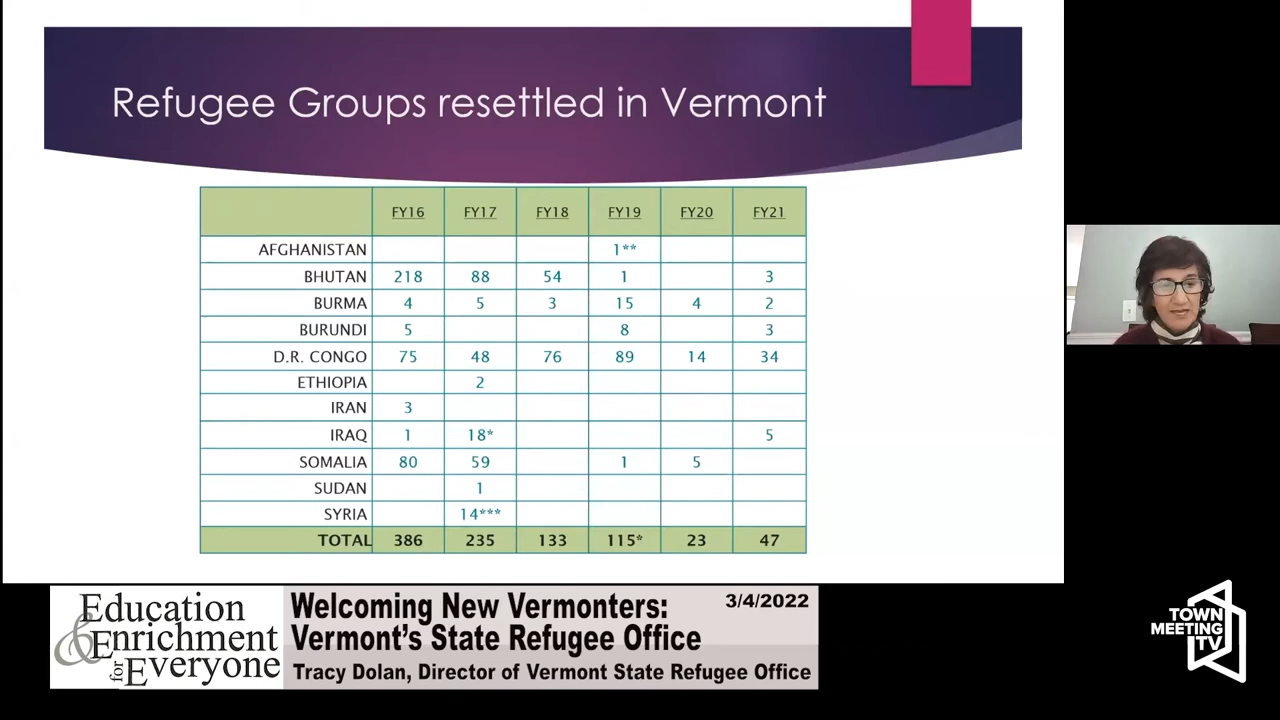 Refugee Groups resettled in Vermont
FY16 FY17 FY18 FY19 FY20 FY21
AFGHANISTAN 1**
BHUTAN 218 88 54 1 3
BURMA 4 5 3 15 4 2
BURUNDI 5 8 3
D.R. CONGO 75 48 76 89 14 34
ETHIOPIA 2
IRAN 3
IRAQ 1 18* 5
SOMALIA 80 59 1 5
SUDAN 1
SYRIA 14***
TOTAL 386 235 133 115* 23 47
Education
& Enrichment
for Everyone
Welcoming New Vermonters: 3/4/2022
Vermont's State Refugee Office
Tracy Dolan, Director of Vermont State Refugee Office
TOWN
MEETING
TV